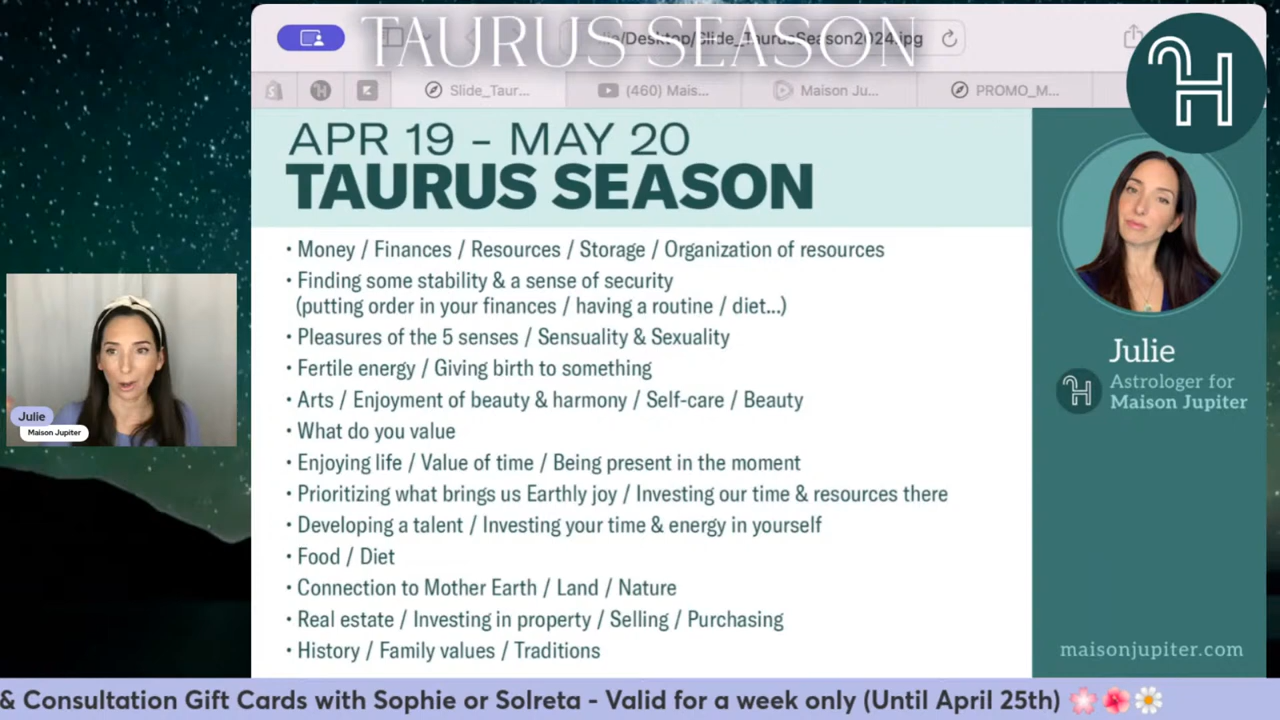 TAURUS SEASON
/Desktop/Slide_TaurusSeason2024.jpg
Slide_Taur...
(460) Mais...
Maison Ju...
PROMO_M...
H
APR 19 – MAY 20
TAURUS SEASON
• Money / Finances / Resources / Storage / Organization of resources
• Finding some stability & a sense of security
(putting order in your finances / having a routine / diet...)
• Pleasures of the 5 senses / Sensuality & Sexuality
• Fertile energy / Giving birth to something
• Arts / Enjoyment of beauty & harmony / Self-care / Beauty
• What do you value
• Enjoying life / Value of time / Being present in the moment
• Prioritizing what brings us Earthly joy / Investing our time & resources there
• Developing a talent / Investing your time & energy in yourself
• Food / Diet
• Connection to Mother Earth / Land / Nature
• Real estate / Investing in property / Selling / Purchasing
• History / Family values / Traditions
Julie
Astrologer for
Maison Jupiter
maisonjupiter.com
Julie
Maison Jupiter
& Consultation Gift Cards with Sophie or Solreta - Valid for a week only (Until April 25th) 🌸🌺🌼